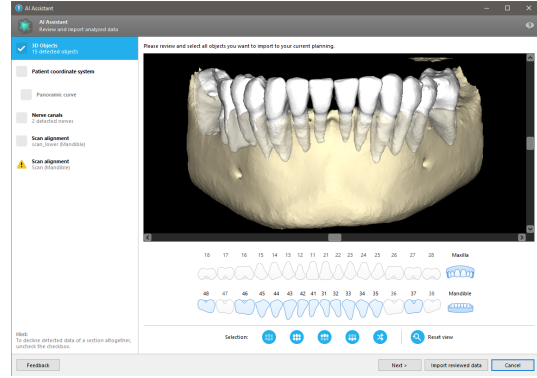 AI Assistant
AI Assistant
Review and import analyzed data
3D Objects
15 detected objects
Patient coordinate system
Panoramic curve
Nerve canals
2 detected nerves
Scan alignment
scan_lower (Mandible)
Scan alignment
Scan (Mandible)
Hint:
To decline detected data of a section altogether,
uncheck the checkbox.
Please review and select all objects you want to import to your current planning.
18 17 16 15 14 13 12 11 21 22 23 24 25 26 27 28 Maxilla
48 47 46 45 44 43 42 41 31 32 33 34 35 36 37 38 Mandible
Selection: Reset view
Feedback Next > Import reviewed data Cancel